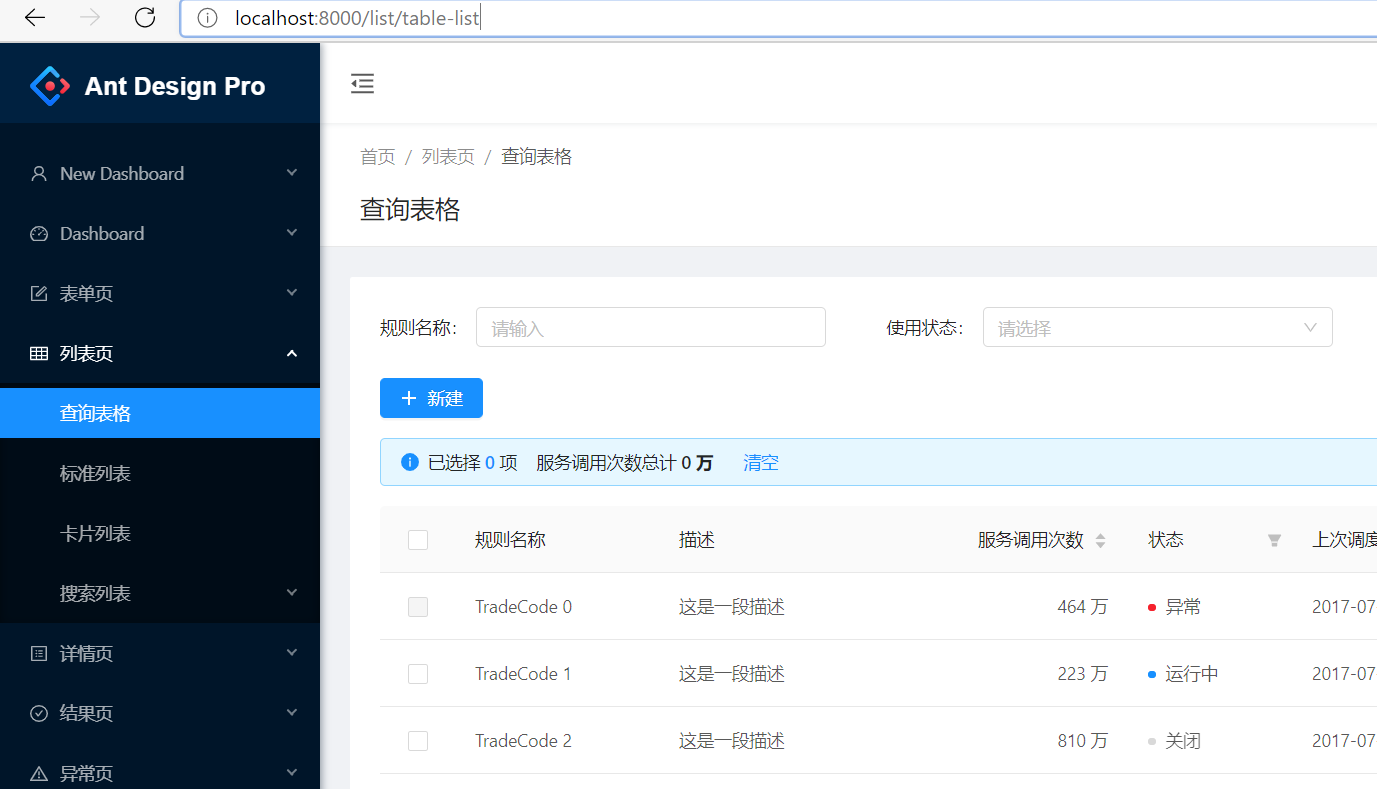 localhost:8000/list/table-list
Ant Design Pro
New Dashboard
Dashboard
表单页
列表页
查询表格
标准列表
卡片列表
搜索列表
详情页
结果页
异常页
首页 / 列表页 / 查询表格
查询表格
规则名称: 请输入 使用状态: 请选择
+ 新建
已选择 0 项 服务调用次数总计 0 万 清空
规则名称 描述 服务调用次数 状态 上次调度
TradeCode 0 这是一段描述 464 万 异常 2017-07
TradeCode 1 这是一段描述 223 万 运行中 2017-07
TradeCode 2 这是一段描述 810 万 关闭 2017-07